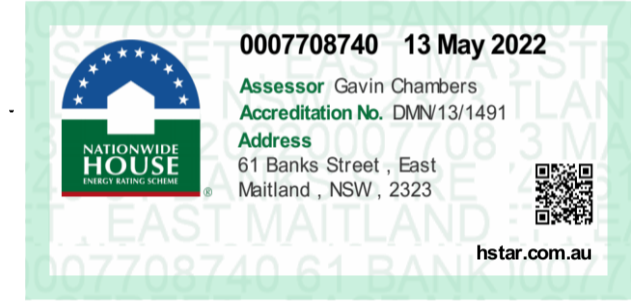 0007708740 13 May 2022
Assessor Gavin Chambers
Accreditation No. DMN/13/1491
Address
61 Banks Street , East
Maitland , NSW , 2323
NATIONWIDE
HOUSE
ENERGY RATING SCHEME
®
hstar.com.au